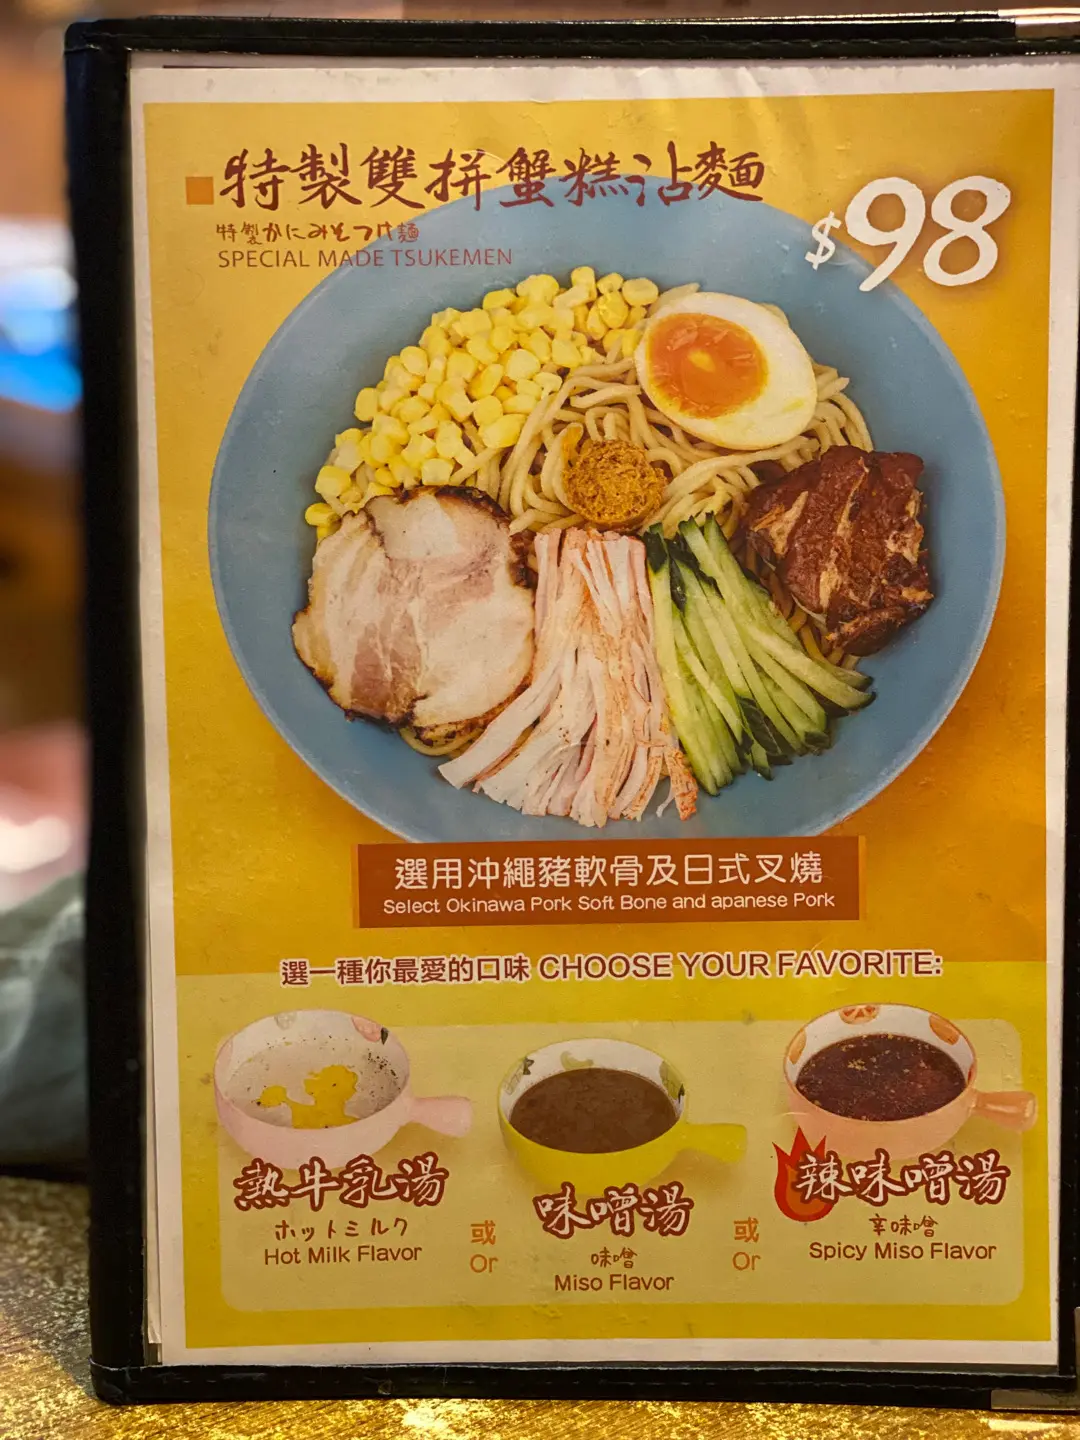 特製雙拼蟹糕沾麵
特製かにみそつけ麺
SPECIAL MADE TSUKEMEN
$98
選用沖繩豬軟骨及日式叉燒
Select Okinawa Pork Soft Bone and apanese Pork
選一種你最愛的口味 CHOOSE YOUR FAVORITE:
熱牛乳湯
ホットミルク
Hot Milk Flavor
或
Or
味噌湯
味噌
Miso Flavor
或
Or
辣味噌湯
辛味噌
Spicy Miso Flavor